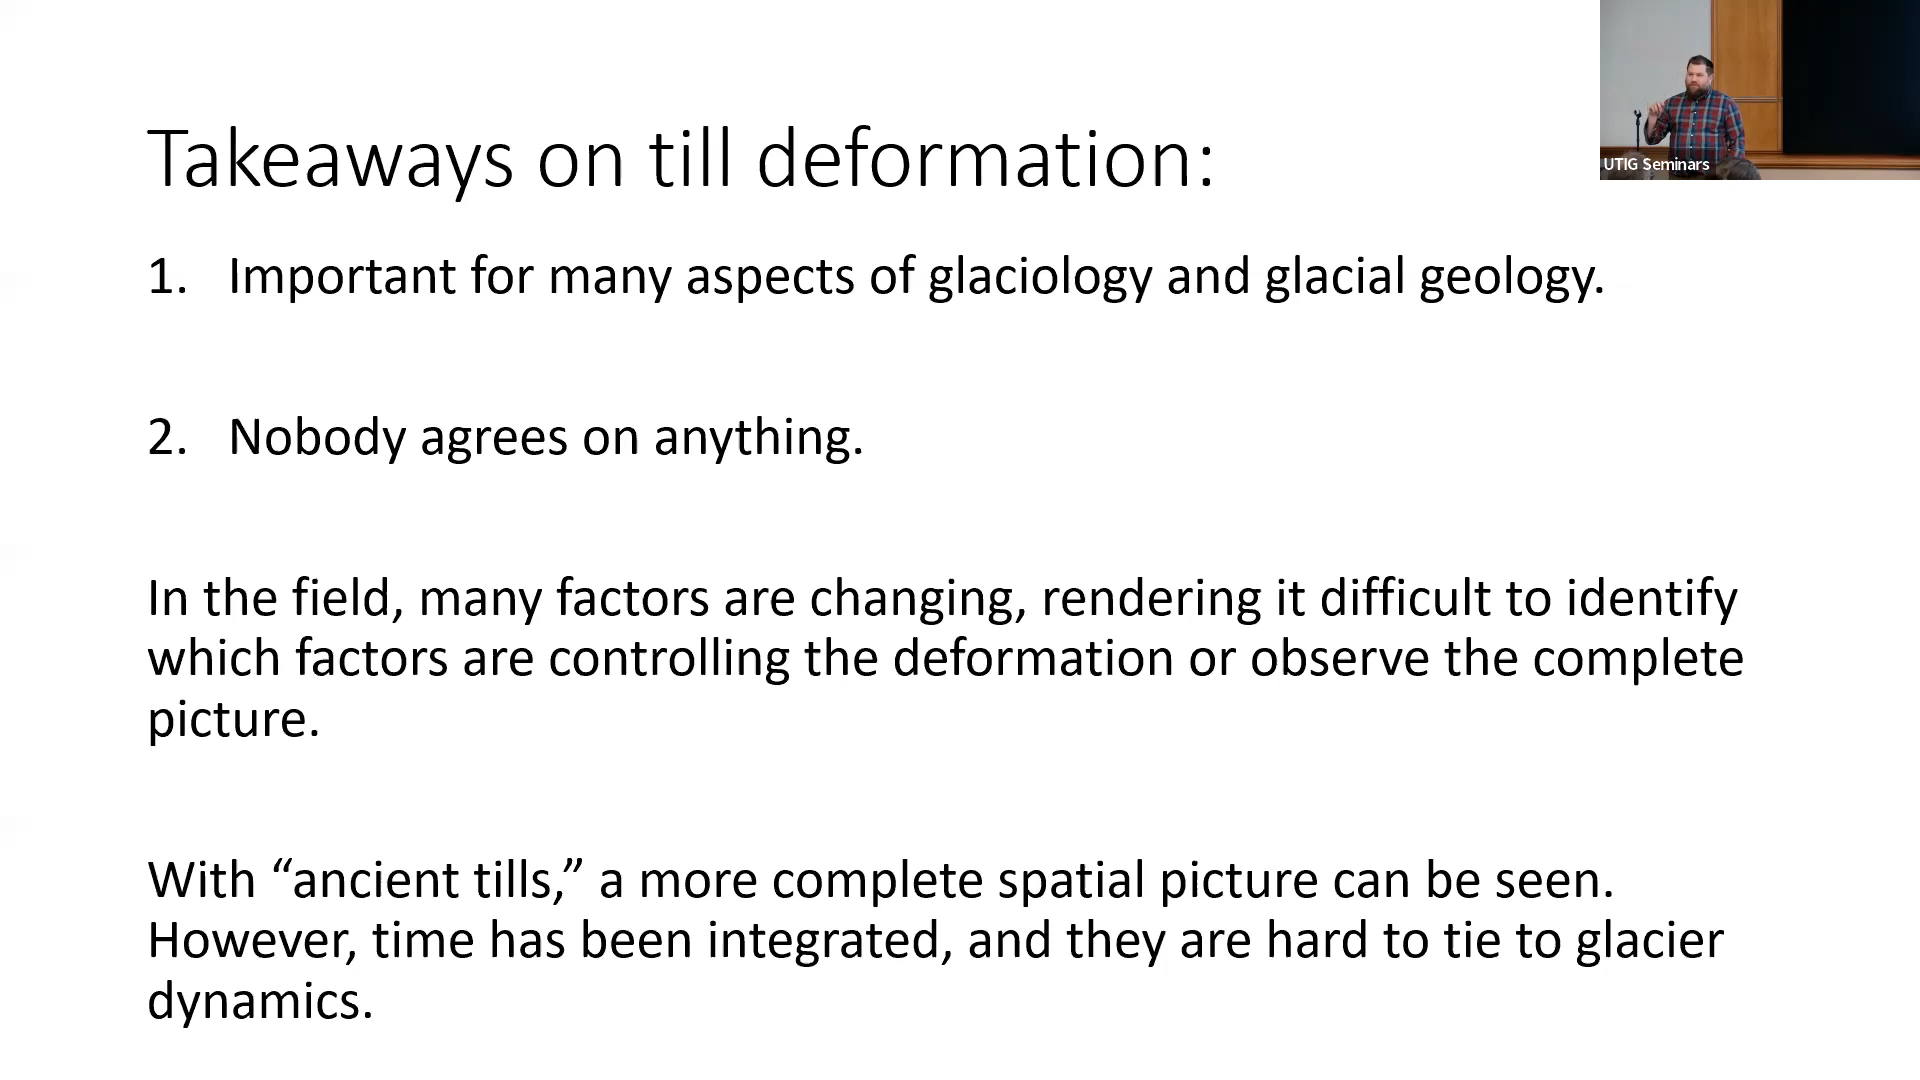 Takeaways on till deformation:
UTIG Seminars
1. Important for many aspects of glaciology and glacial geology.
2. Nobody agrees on anything.
In the field, many factors are changing, rendering it difficult to identify
which factors are controlling the deformation or observe the complete
picture.
With “ancient tills,” a more complete spatial picture can be seen.
However, time has been integrated, and they are hard to tie to glacier
dynamics.